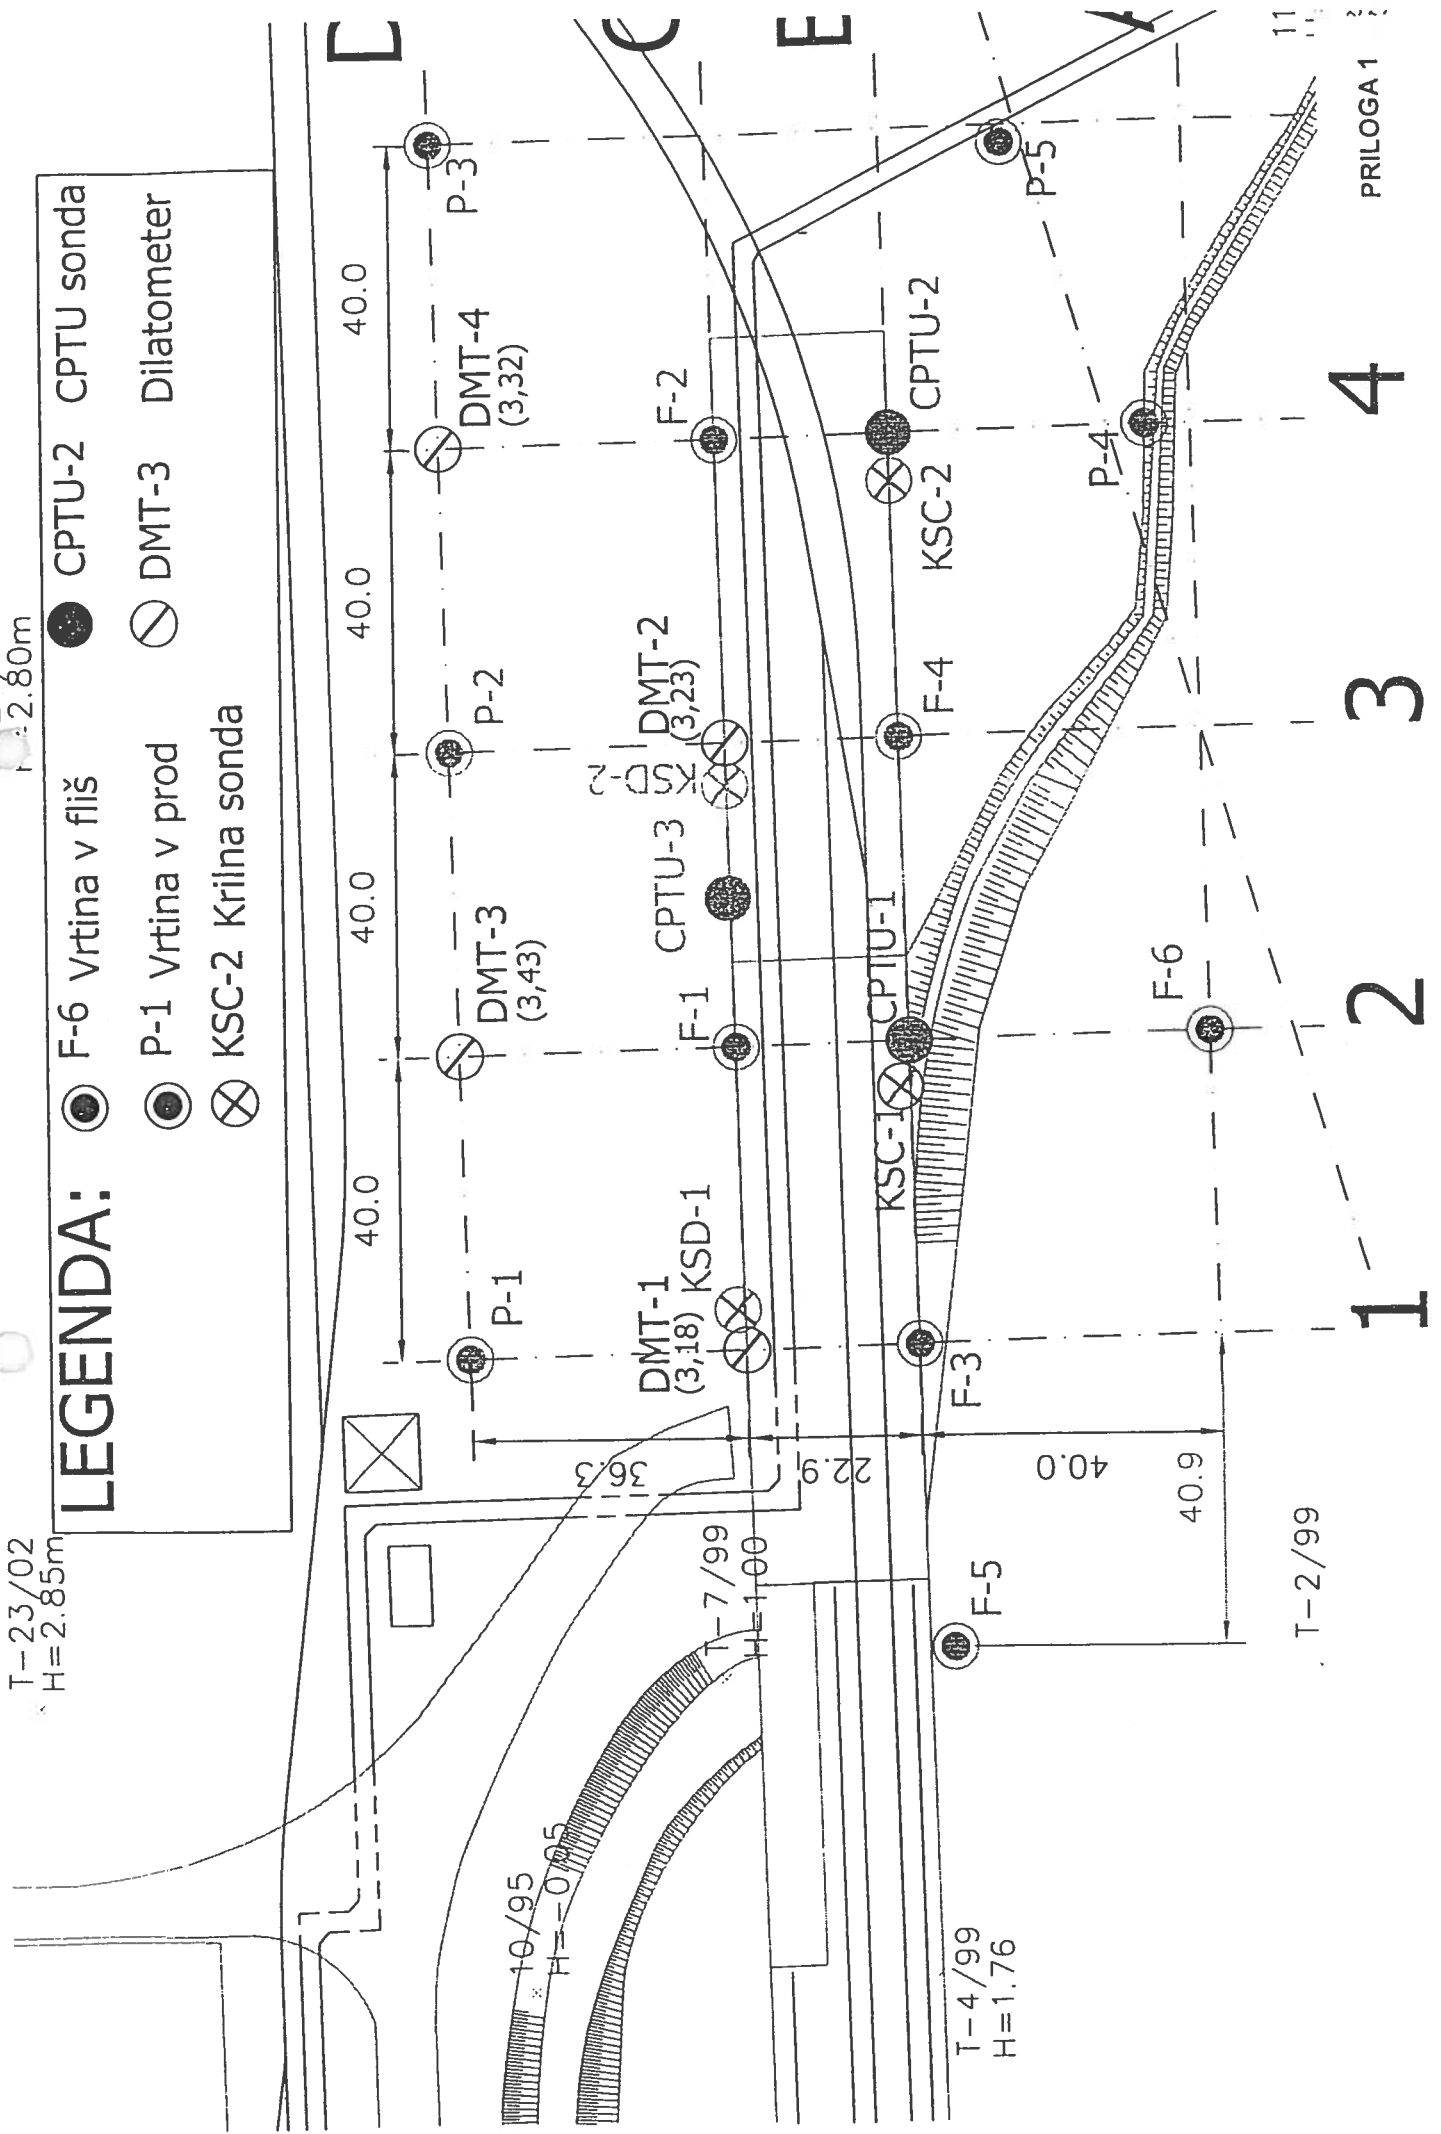 T-23/02
H=2.85m
2.80m
LEGENDA:
F-6 Vrtina v fliš
CPTU-2 CPTU sonda
P-1 Vrtina v prod
DMT-3 Dilatometer
KSC-2 Krilna sonda
40.0
40.0
40.0
40.0
P-1
DMT-3
(3,43)
P-2
DMT-4
(3,32)
P-3
D
36.3
DMT-1
(3,18)
KSD-1
F-1
CPTU-3
KSD-2
DMT-2
(3,23)
F-2
C
22.9
F-3
KSC-1
CPTU-1
F-4
KSC-2
CPTU-2
E
40.0
40.9
F-5
F-6
P-4
P-5
A
T-7/99
10/95
T-4/99
H=1.76
T-2/99
1
2
3
4
PRILOGA 1
11